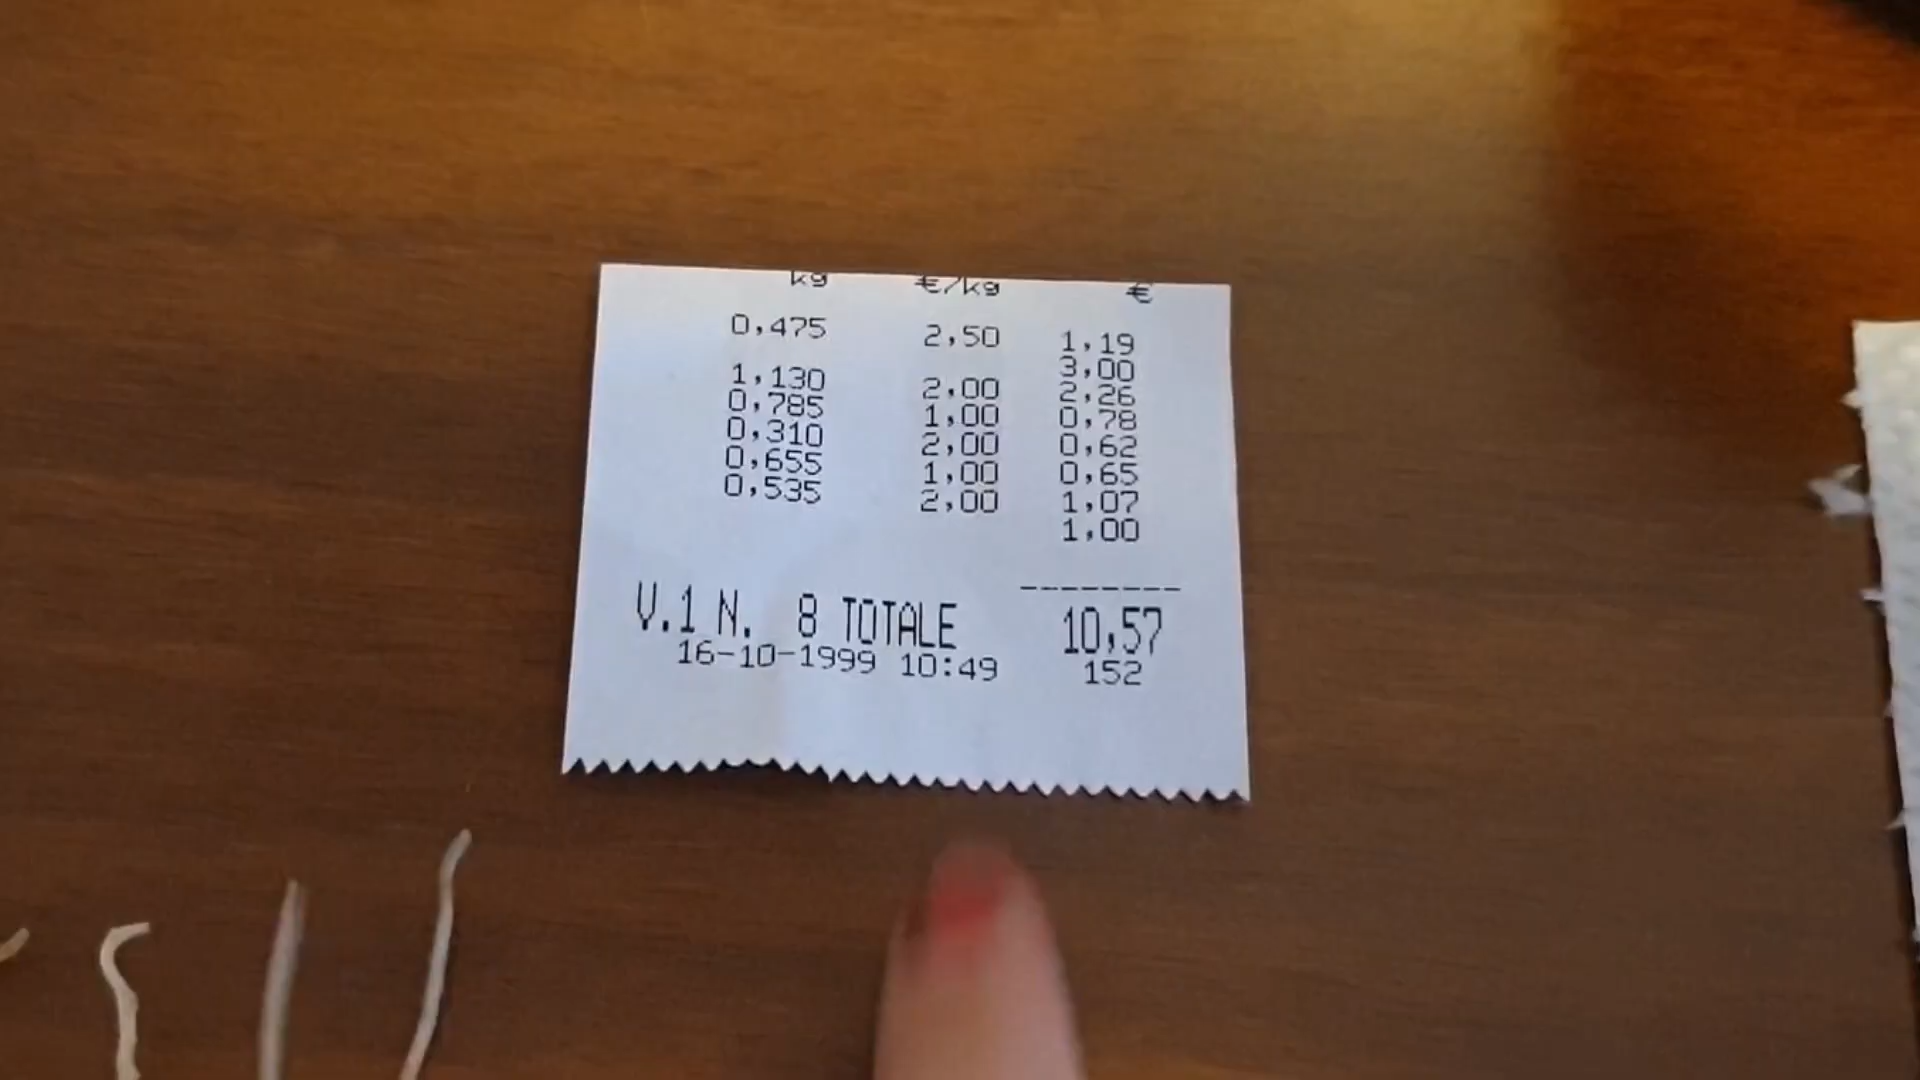 kg €/kg €
0,475 2,50 1,19
3,00
1,130 2,00 2,26
0,785 1,00 0,78
0,310 2,00 0,62
0,655 1,00 0,65
0,535 2,00 1,07
1,00
--------
V.1 N. 8 TOTALE 10,57
16-10-1999 10:49 152